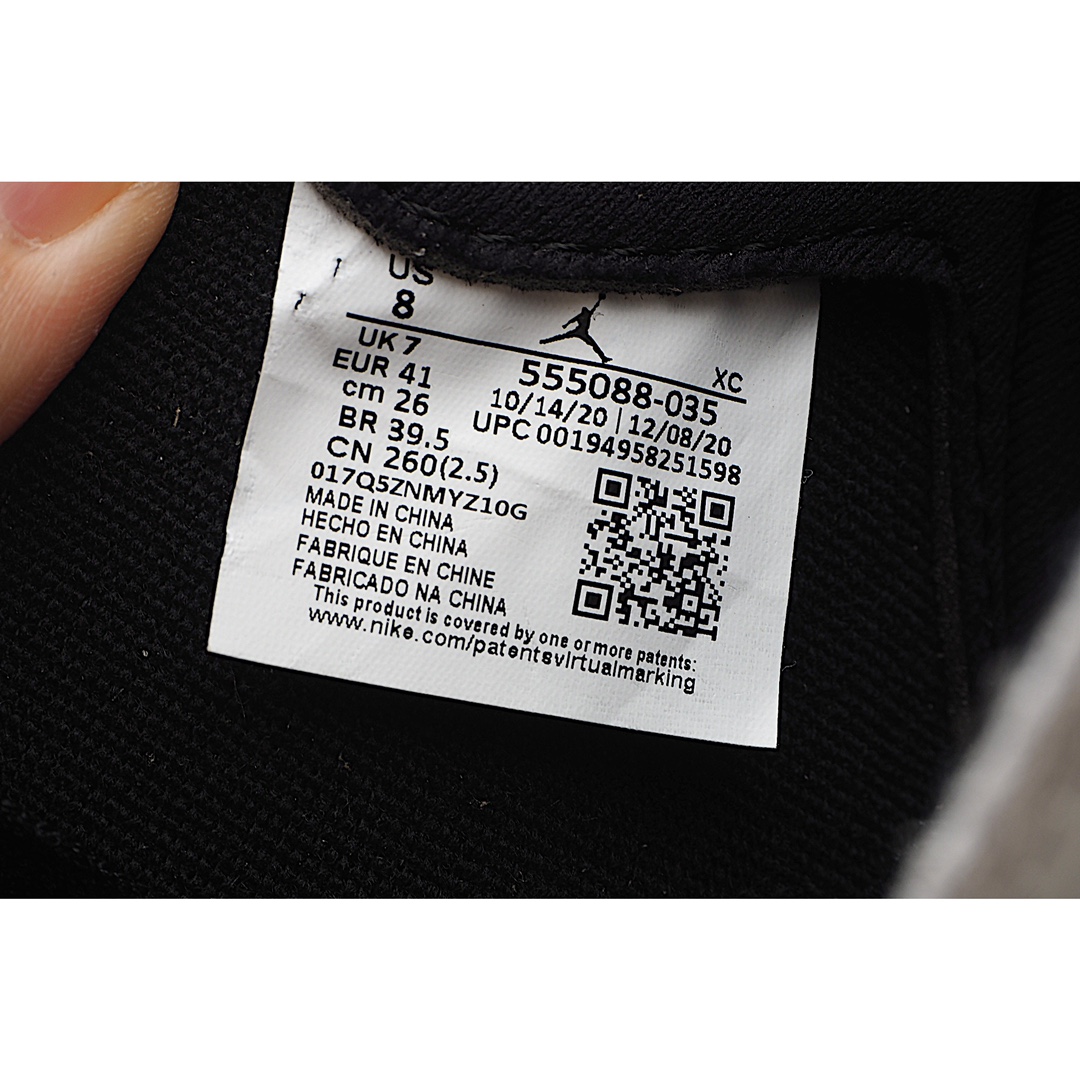 US
8
UK 7
EUR 41
cm 26
BR 39.5
CN 260(2.5)
017Q5ZNMYZ10G
MADE IN CHINA
HECHO EN CHINA
FABRIQUE EN CHINE
FABRICADO NA CHINA
XC
555088-035
10/14/20 | 12/08/20
UPC 00194958251598
This product is covered by one or more patents:
www.nike.com/patentsvirtualmarking